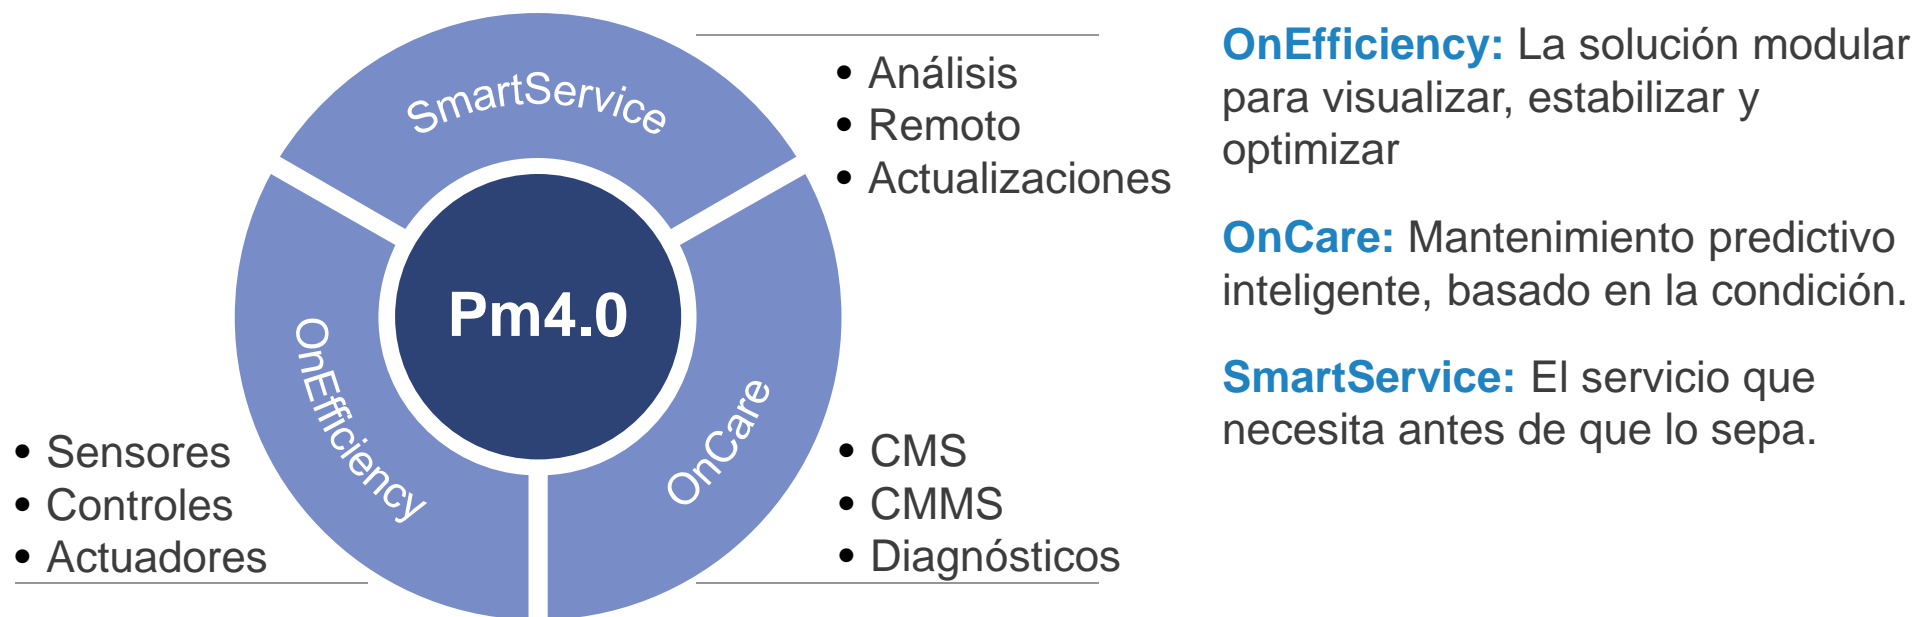 SmartService
• Análisis
• Remoto
• Actualizaciones
Pm4.0
OnEfficiency
• Sensores
• Controles
• Actuadores
OnCare
• CMS
• CMMS
• Diagnósticos
OnEfficiency: La solución modular
para visualizar, estabilizar y
optimizar
OnCare: Mantenimiento predictivo
inteligente, basado en la condición.
SmartService: El servicio que
necesita antes de que lo sepa.